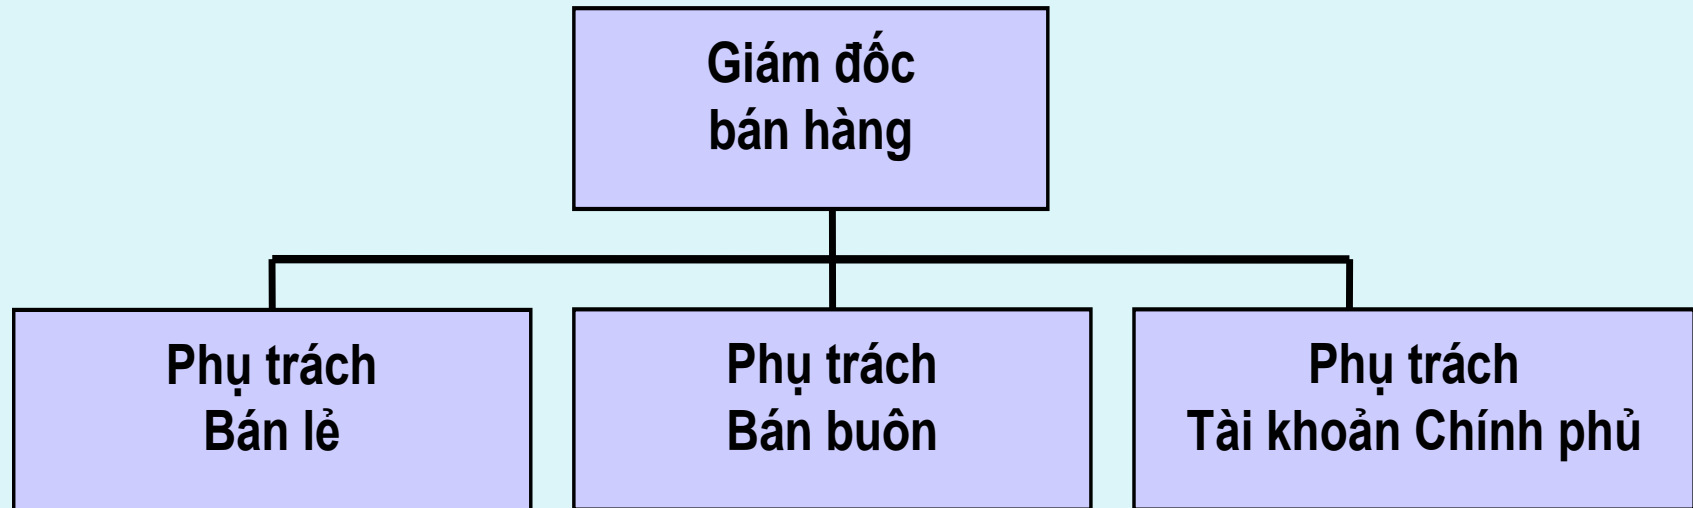 Giám đốc
bán hàng
Phụ trách
Bán lẻ
Phụ trách
Bán buôn
Phụ trách
Tài khoản Chính phủ